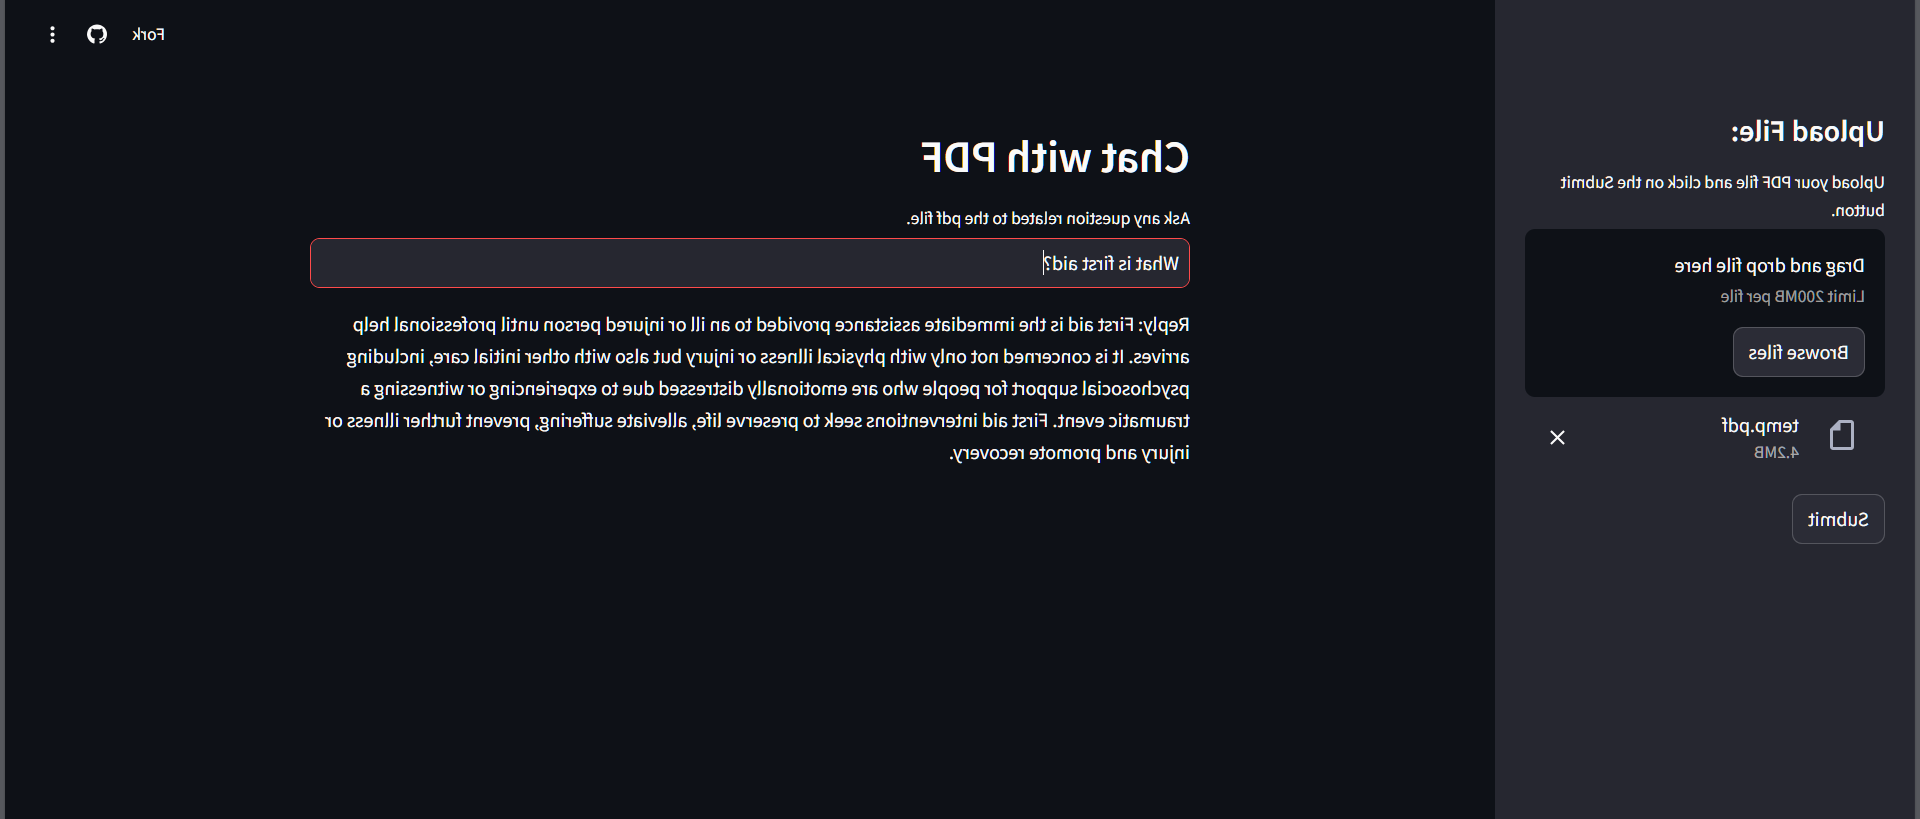 Fork
Upload File:
Upload your PDF file and click on the Submit
button.
Drag and drop file here
Limit 200MB per file
Browse files
temp.pdf
4.2MB
Submit
Chat with PDF
Ask any question related to the pdf file.
What is first aid?
Reply: First aid is the immediate assistance provided to an ill or injured person until professional help
arrives. It is concerned not only with physical illness or injury but also with other initial care, including
psychosocial support for people who are emotionally distressed due to experiencing or witnessing a
traumatic event. First aid interventions seek to preserve life, alleviate suffering, prevent further illness or
injury and promote recovery.